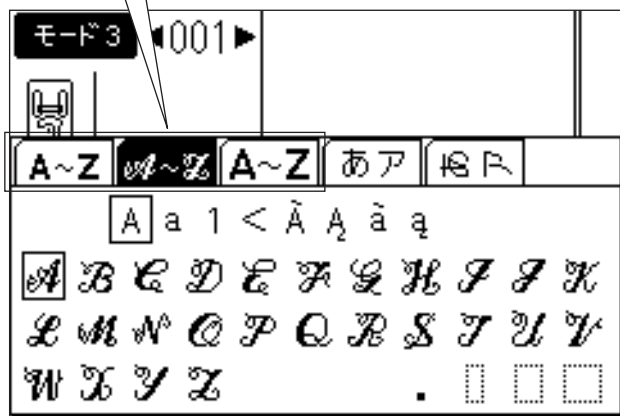 モード3 ◀001▶
A~Z A~Z A~Z あア
A a 1 < Ã Ą ã ą
A B C D E F G H I J K
L M N O P Q R S T U V
W X Y Z .